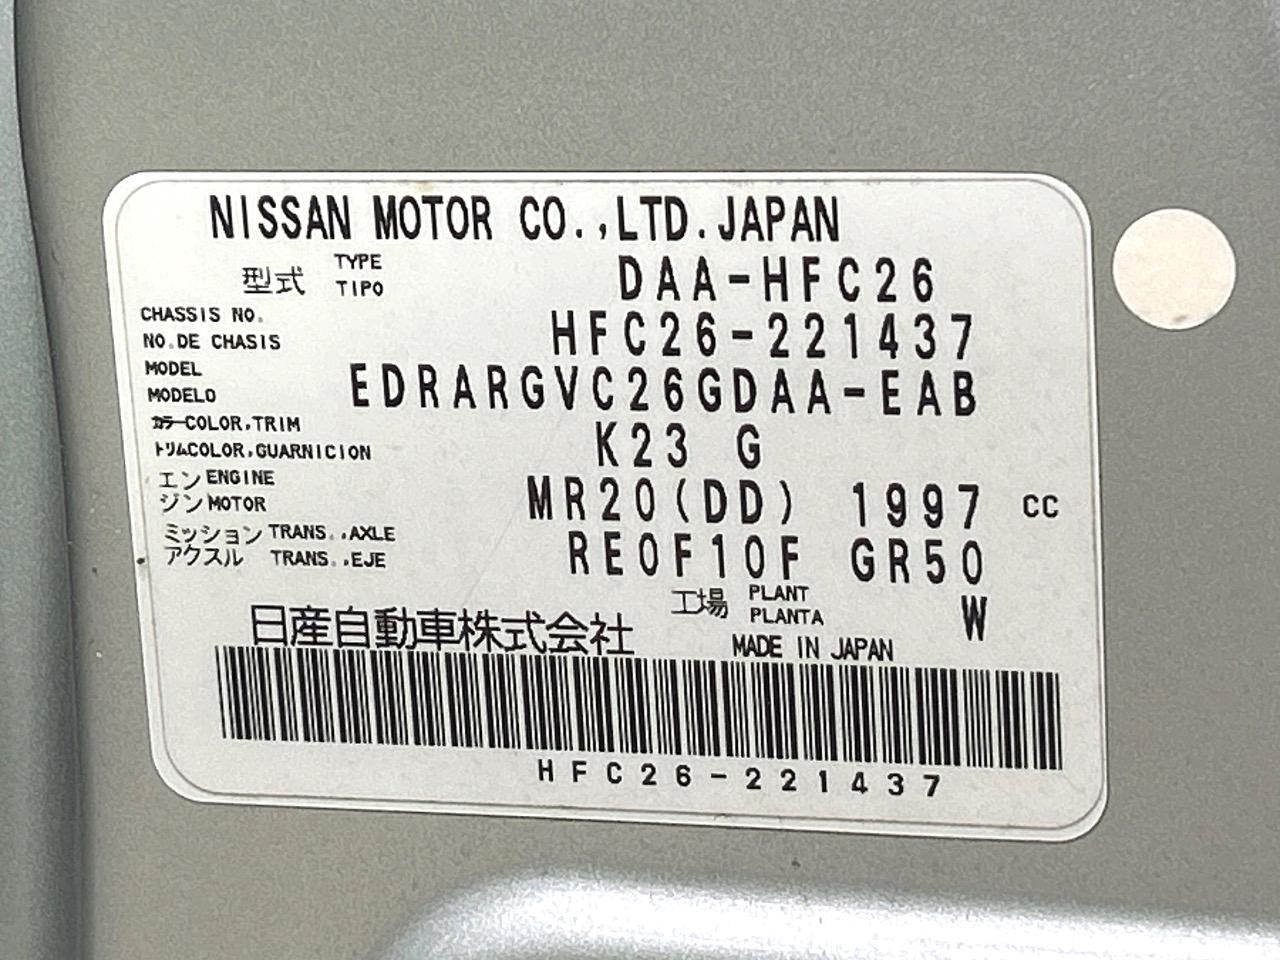 NISSAN MOTOR CO.,LTD.JAPAN
型式 TYPE TIPO DAA-HFC26
CHASSIS NO.
NO.DE CHASIS HFC26-221437
MODEL
MODELO EDRARGVC26GDAA-EAB
カラーCOLOR,TRIM
トリムCOLOR,GUARNICION K23 G
エンジン ENGINE MOTOR MR20(DD) 1997 CC
ミッション TRANS.,AXLE
アクスル TRANS.,EJE RE0F10F GR50
工場 PLANT PLANTA W
日産自動車株式会社 MADE IN JAPAN
HFC26-221437